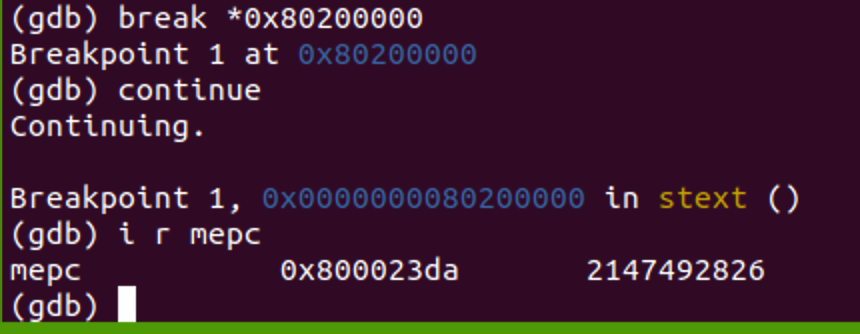 (gdb) break *0x80200000
Breakpoint 1 at 0x80200000
(gdb) continue
Continuing.
Breakpoint 1, 0x0000000080200000 in stext ()
(gdb) i r mepc
mepc 0x800023da 2147492826
(gdb)